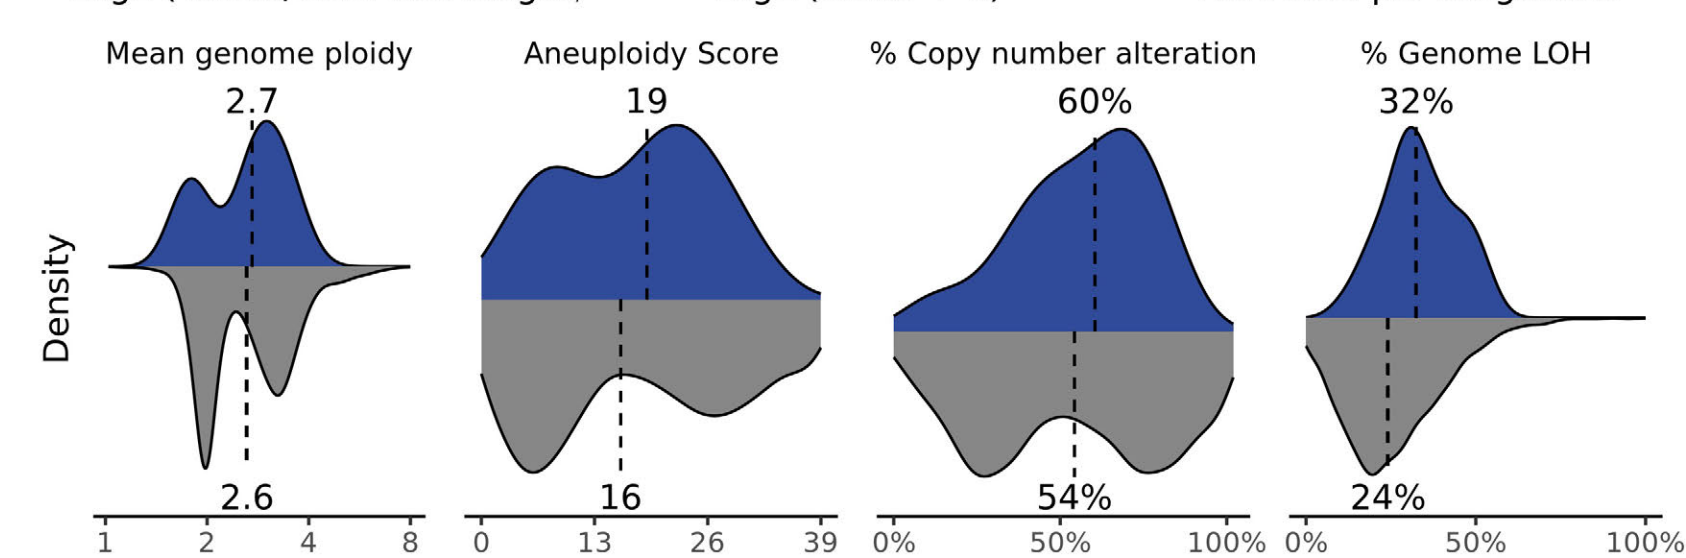 Mean genome ploidy
Aneuploidy Score
% Copy number alteration
% Genome LOH
2.7
19
60%
32%
Density
2.6
16
54%
24%
1 2 4 8
0 13 26 39
0% 50% 100%
0% 50% 100%